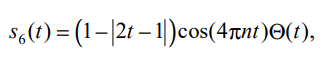 s₆(t) = (1−|2t −1|)cos(4πnt)Θ(t),